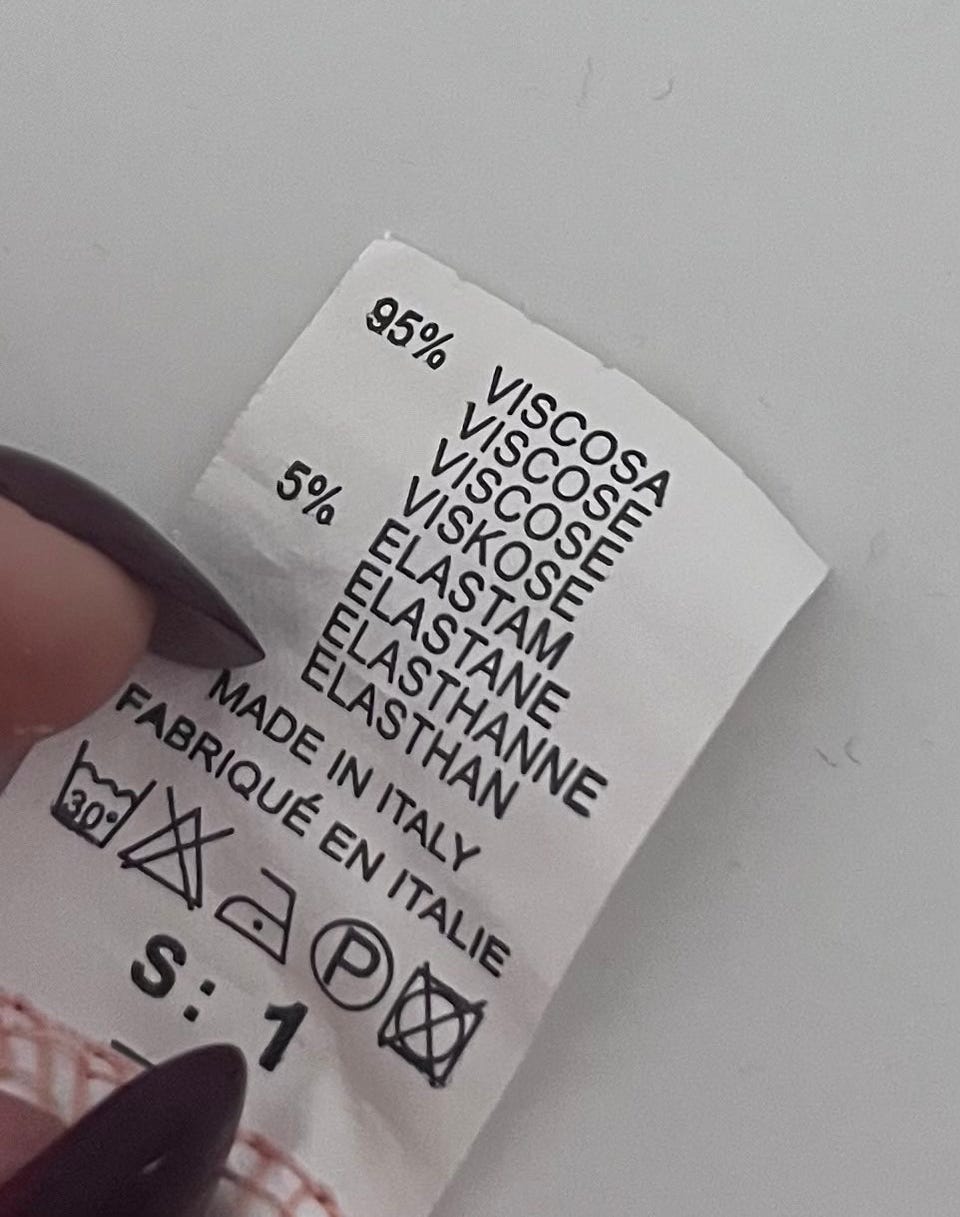 95% VISCOSA
VISCOSE
VISCOSE
VISKOSE
5% ELASTAM
ELASTANE
ELASTHANNE
ELASTHAN
MADE IN ITALY
FABRIQUÉ EN ITALIE
30°
P
S: 1